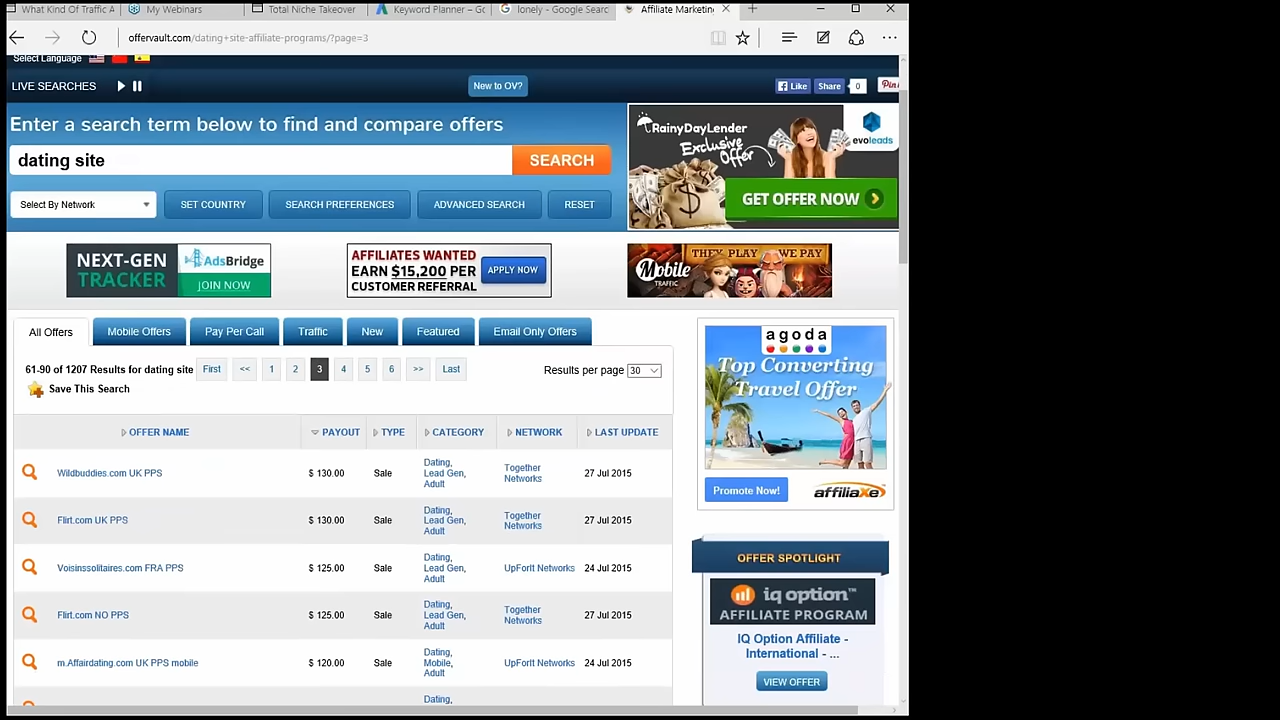 What Kind Of Traffic A
My Webinars
Total Niche Takeover
Keyword Planner – Go
lonely - Google Searc
Affiliate Marketing
offervault.com/dating+site-affiliate-programs/?page=3
Select Language
LIVE SEARCHES
New to OV?
Like
Share
0
Pin
Enter a search term below to find and compare offers
dating site
SEARCH
Select By Network
SET COUNTRY
SEARCH PREFERENCES
ADVANCED SEARCH
RESET
RAINYDAYLENDER
Exclusive
Offer
evoleads
GET OFFER NOW
NEXT-GEN
TRACKER
AdsBridge
JOIN NOW
AFFILIATES WANTED
EARN $15,200 PER
CUSTOMER REFERRAL
APPLY NOW
THEY PLAY WE PAY
Mobile
TRAFFIC
All Offers
Mobile Offers
Pay Per Call
Traffic
New
Featured
Email Only Offers
61-90 of 1207 Results for dating site
First << 1 2 3 4 5 6 >> Last
Results per page 30
Save This Search
OFFER NAME PAYOUT TYPE CATEGORY NETWORK LAST UPDATE
Wildbuddies.com UK PPS $ 130.00 Sale Dating, Lead Gen, Adult Together Networks 27 Jul 2015
Flirt.com UK PPS $ 130.00 Sale Dating, Lead Gen, Adult Together Networks 27 Jul 2015
Voisinssolitaires.com FRA PPS $ 125.00 Sale Dating, Lead Gen, Adult UpForIt Networks 24 Jul 2015
Flirt.com NO PPS $ 125.00 Sale Dating, Lead Gen, Adult Together Networks 27 Jul 2015
m.Affairdating.com UK PPS mobile $ 120.00 Sale Dating, Mobile, Adult UpForIt Networks 24 Jul 2015
Dating,
agoda
Top Converting
Travel Offer
Promote Now!
affiliaXe
OFFER SPOTLIGHT
iq option™
AFFILIATE PROGRAM
IQ Option Affiliate -
International - ...
VIEW OFFER